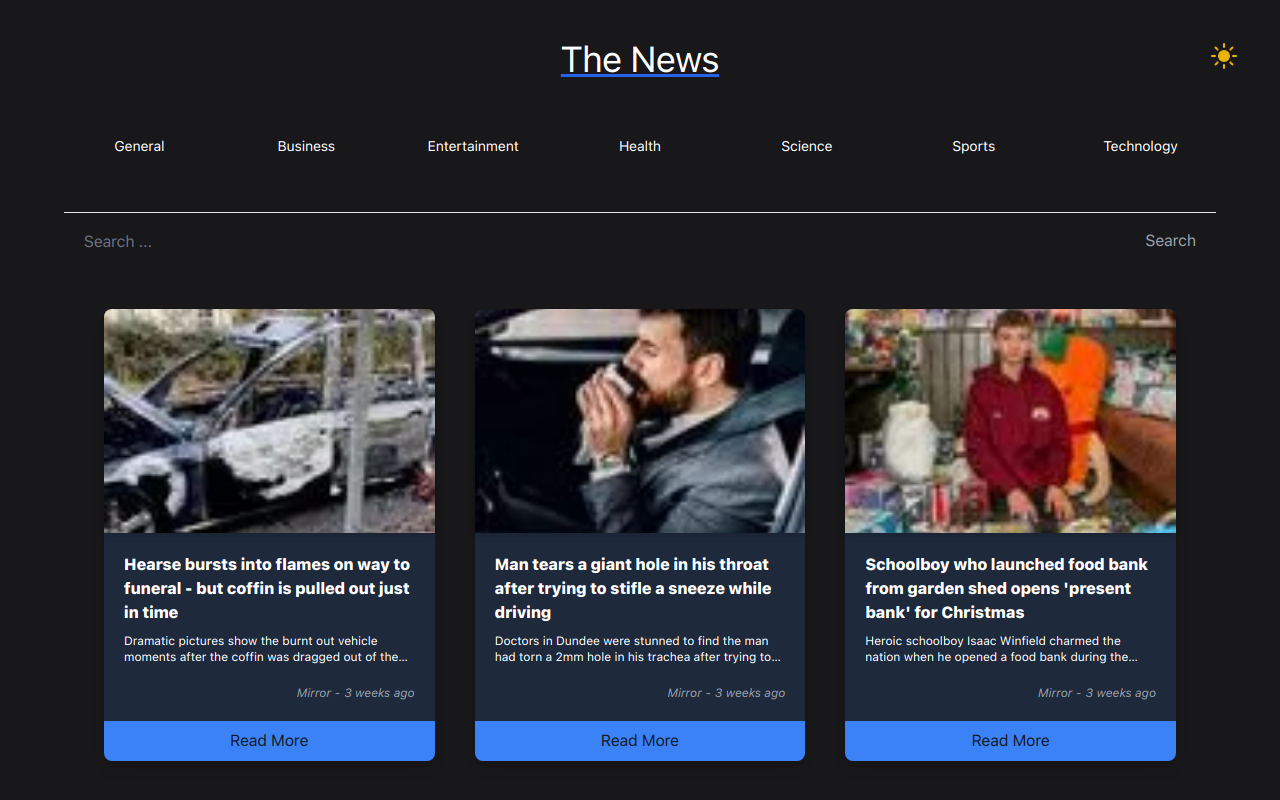 The News
General
Business
Entertainment
Health
Science
Sports
Technology
Search ...
Search
Hearse bursts into flames on way to
funeral - but coffin is pulled out just
in time
Dramatic pictures show the burnt out vehicle
moments after the coffin was dragged out of the...
Mirror - 3 weeks ago
Read More
Man tears a giant hole in his throat
after trying to stifle a sneeze while
driving
Doctors in Dundee were stunned to find the man
had torn a 2mm hole in his trachea after trying to...
Mirror - 3 weeks ago
Read More
Schoolboy who launched food bank
from garden shed opens 'present
bank' for Christmas
Heroic schoolboy Isaac Winfield charmed the
nation when he opened a food bank during the...
Mirror - 3 weeks ago
Read More